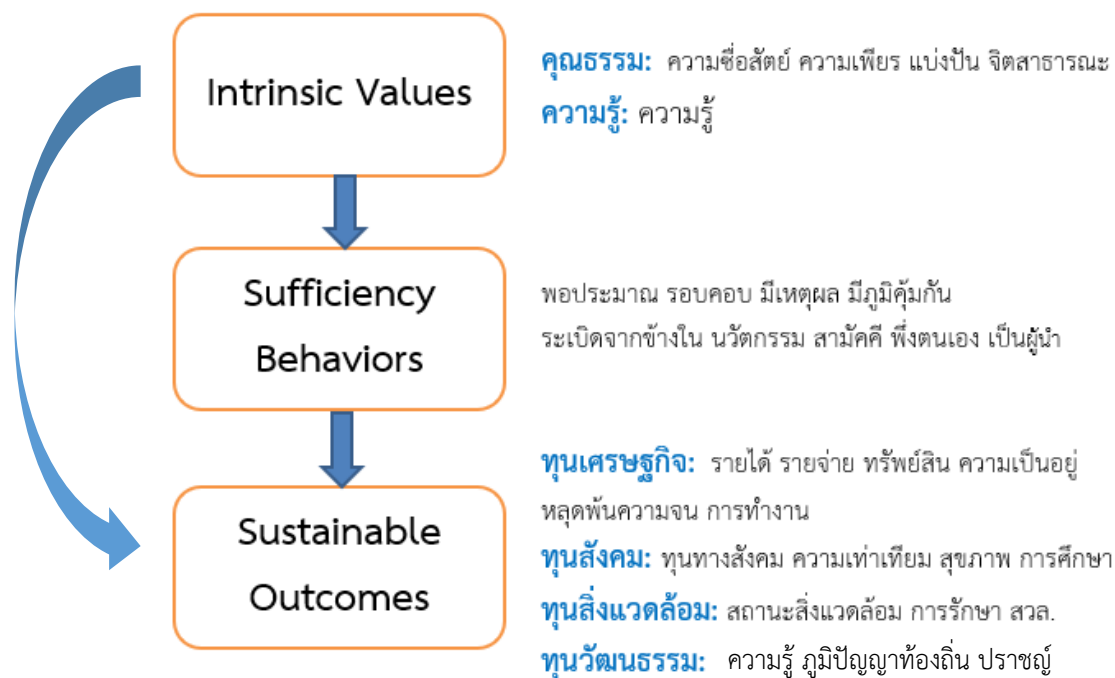 Intrinsic Values
คุณธรรม: ความซื่อสัตย์ ความเพียร แบ่งปัน จิตสาธารณะ
ความรู้: ความรู้
Sufficiency
Behaviors
พอประมาณ รอบคอบ มีเหตุผล มีภูมิคุ้มกัน
ระเบิดจากข้างใน นวัตกรรม สามัคคี พึ่งตนเอง เป็นผู้นำ
Sustainable
Outcomes
ทุนเศรษฐกิจ: รายได้ รายจ่าย ทรัพย์สิน ความเป็นอยู่
หลุดพ้นความจน การทำงาน
ทุนสังคม: ทุนทางสังคม ความเท่าเทียม สุขภาพ การศึกษา
ทุนสิ่งแวดล้อม: สถานะสิ่งแวดล้อม การรักษา สวล.
ทุนวัฒนธรรม: ความรู้ ภูมิปัญญาท้องถิ่น ปราชญ์